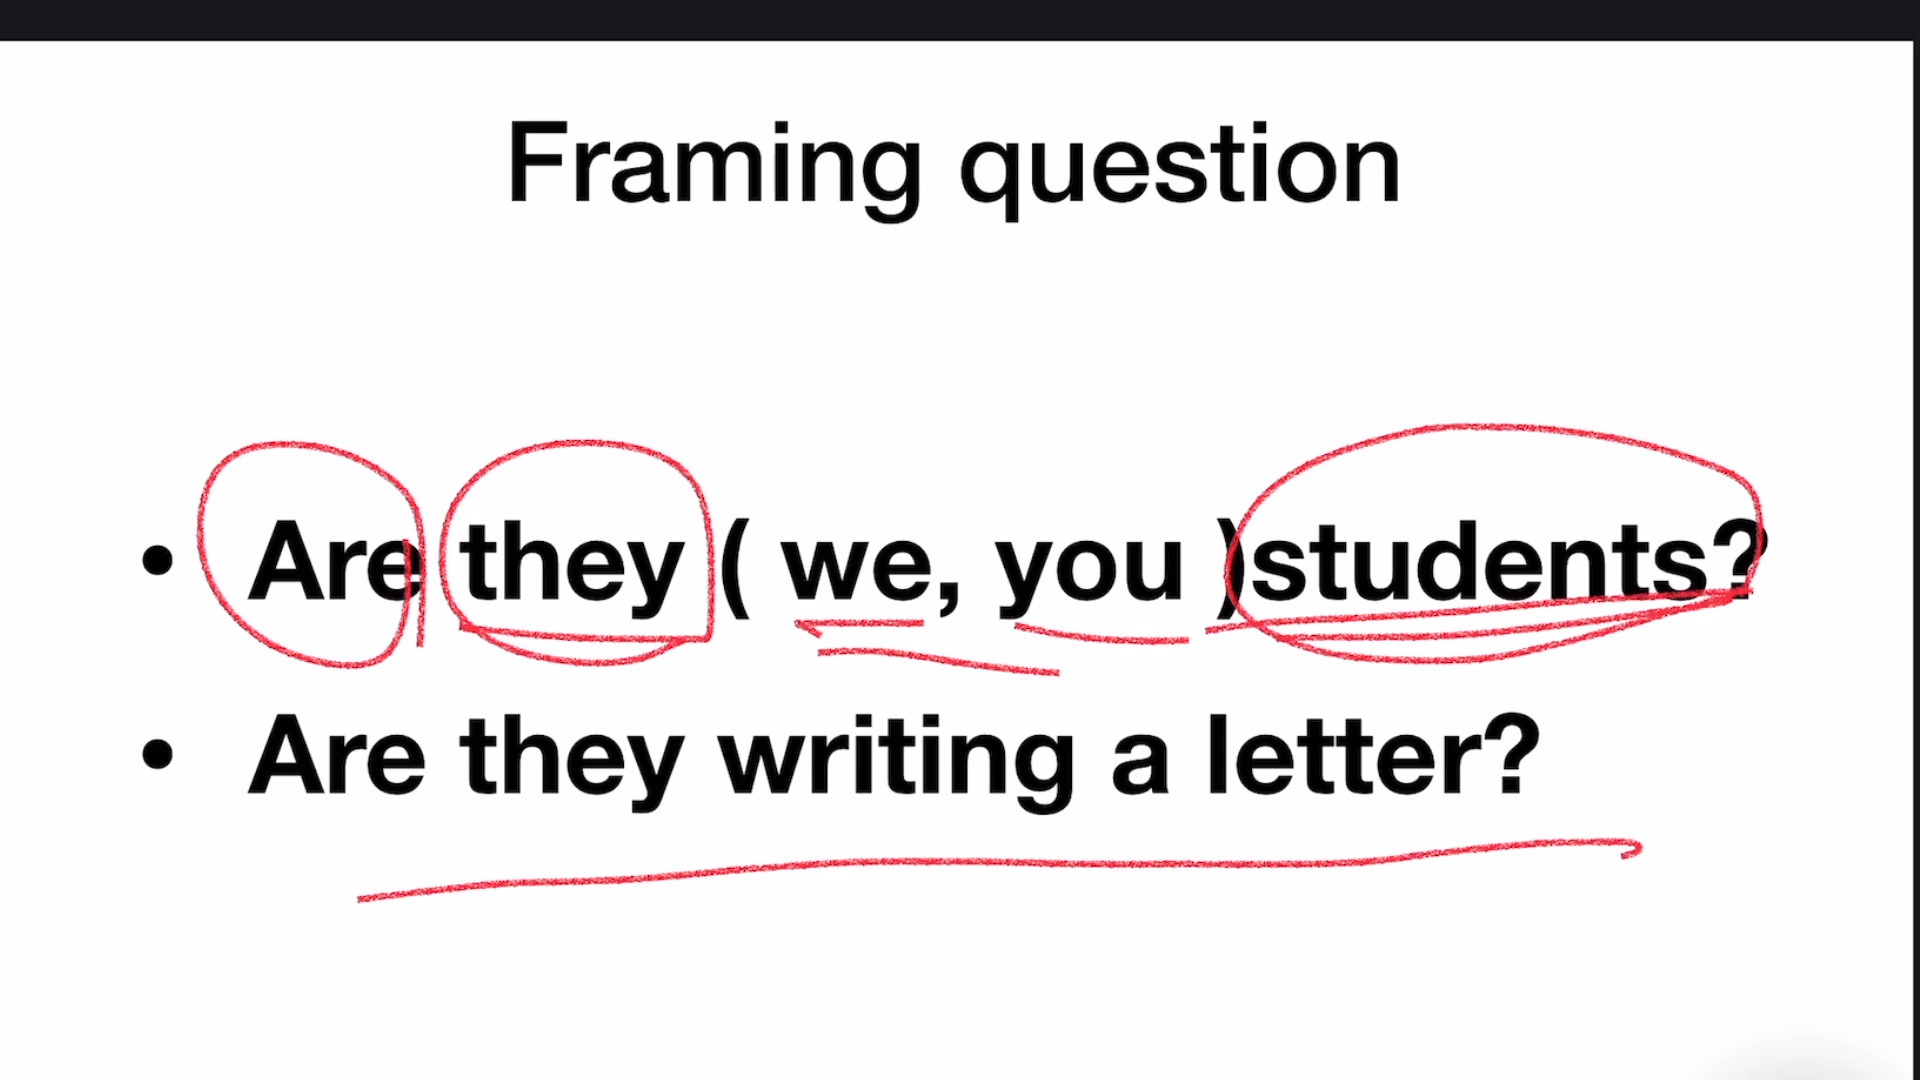 Framing question
• Are they ( we, you )students?
• Are they writing a letter?